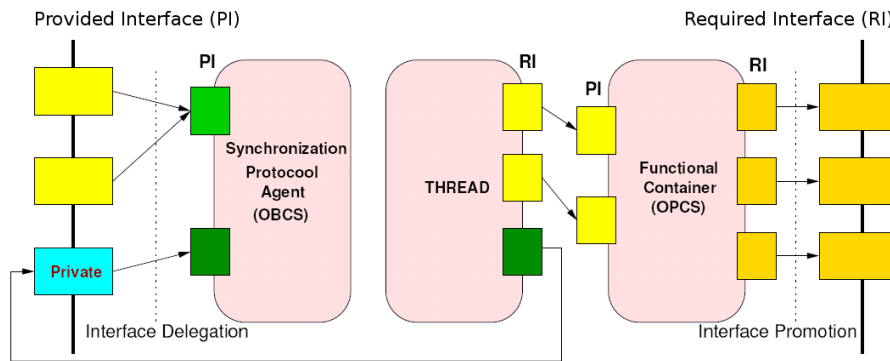 Provided Interface (PI)
Required Interface (RI)
PI
RI
PI
RI
Synchronization
Protocool
Agent
(OBCS)
THREAD
Functional
Container
(OPCS)
Private
Interface Delegation
Interface Promotion